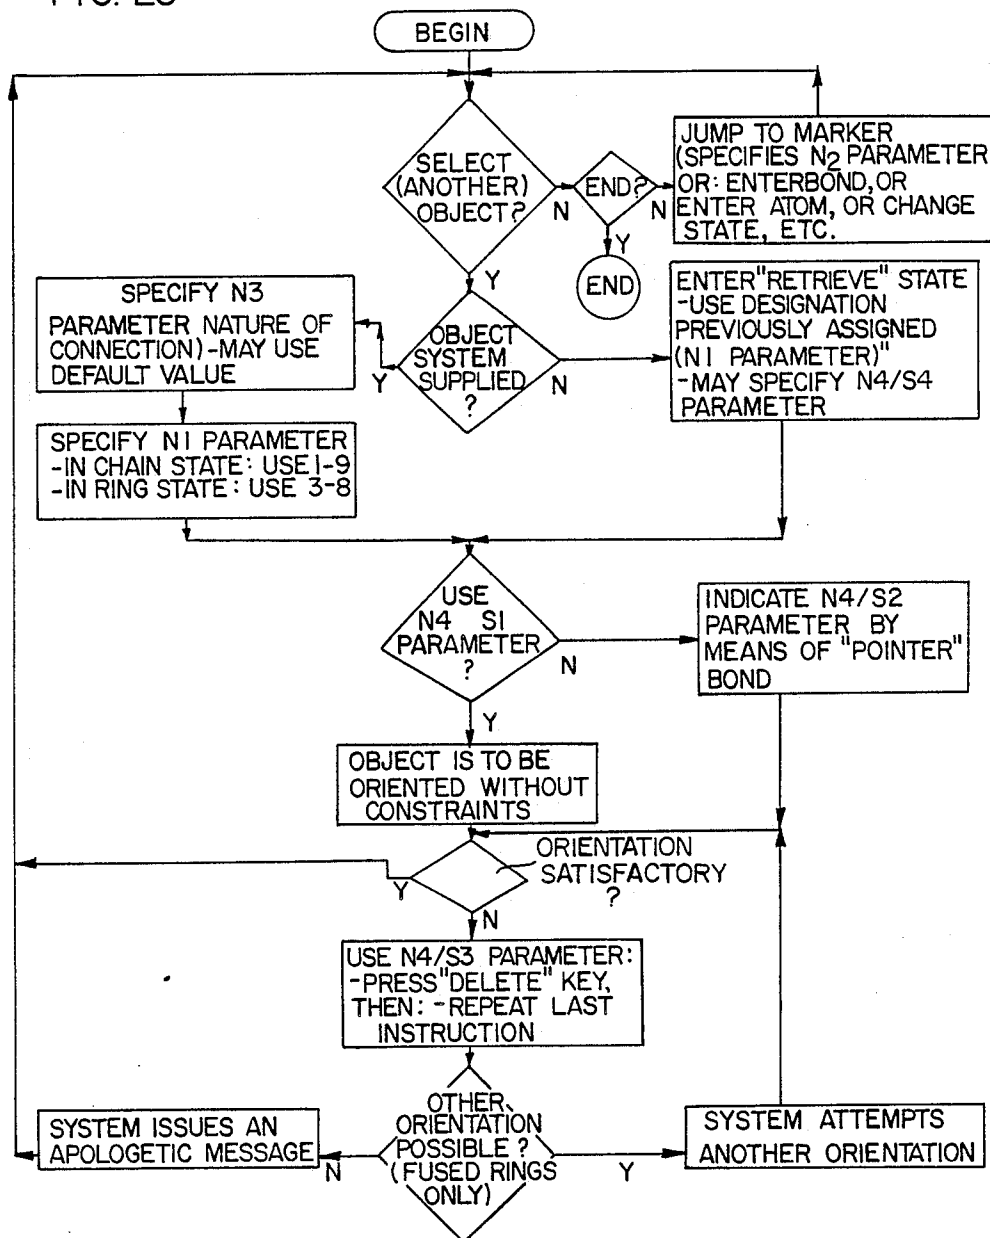 BEGIN
SELECT
(ANOTHER)
OBJECT?
N
Y
END?
N
Y
END
JUMP TO MARKER
(SPECIFIES N2 PARAMETER
OR: ENTERBOND, OR
ENTER ATOM, OR CHANGE
STATE, ETC.
SPECIFY N3
PARAMETER NATURE OF
CONNECTION)-MAY USE
DEFAULT VALUE
OBJECT
SYSTEM
SUPPLIED
?
Y
N
ENTER"RETRIEVE" STATE
-USE DESIGNATION
PREVIOUSLY ASSIGNED
(N1 PARAMETER)"
-MAY SPECIFY N4/S4
PARAMETER
SPECIFY N1 PARAMETER
-IN CHAIN STATE: USE 1-9
-IN RING STATE: USE 3-8
USE
N4 S1
PARAMETER
?
N
Y
INDICATE N4/S2
PARAMETER BY
MEANS OF "POINTER"
BOND
OBJECT IS TO BE
ORIENTED WITHOUT
CONSTRAINTS
ORIENTATION
SATISFACTORY
?
Y
N
USE N4/S3 PARAMETER:
-PRESS"DELETE" KEY,
THEN: -REPEAT LAST
INSTRUCTION
OTHER
ORIENTATION
POSSIBLE?
(FUSED RINGS
ONLY)
N
Y
SYSTEM ISSUES AN
APOLOGETIC MESSAGE
SYSTEM ATTEMPTS
ANOTHER ORIENTATION